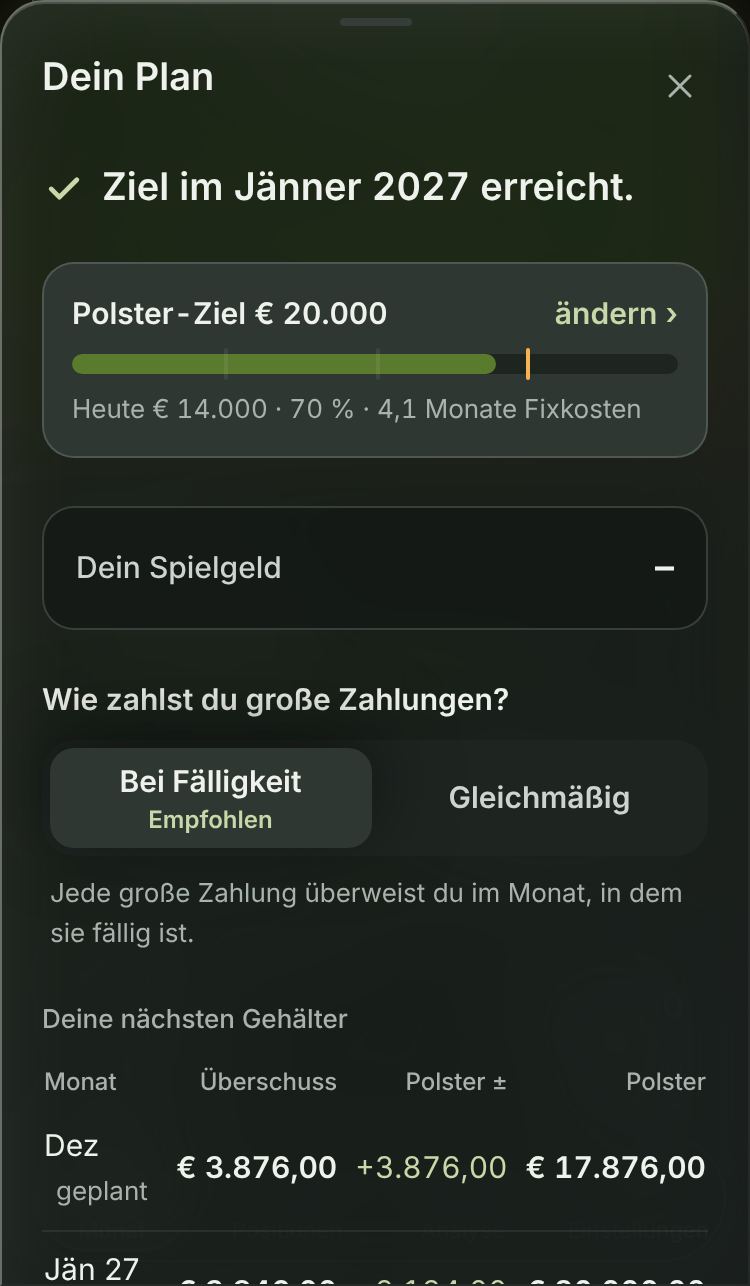 Dein Plan
Ziel im Jänner 2027 erreicht.
Polster-Ziel € 20.000 ändern ›
Heute € 14.000 · 70 % · 4,1 Monate Fixkosten
Dein Spielgeld –
Wie zahlst du große Zahlungen?
Bei Fälligkeit
Empfohlen
Gleichmäßig
Jede große Zahlung überweist du im Monat, in dem
sie fällig ist.
Deine nächsten Gehälter
Monat Überschuss Polster ± Polster
Dez
geplant
€ 3.876,00 +3.876,00 € 17.876,00
Jän 27